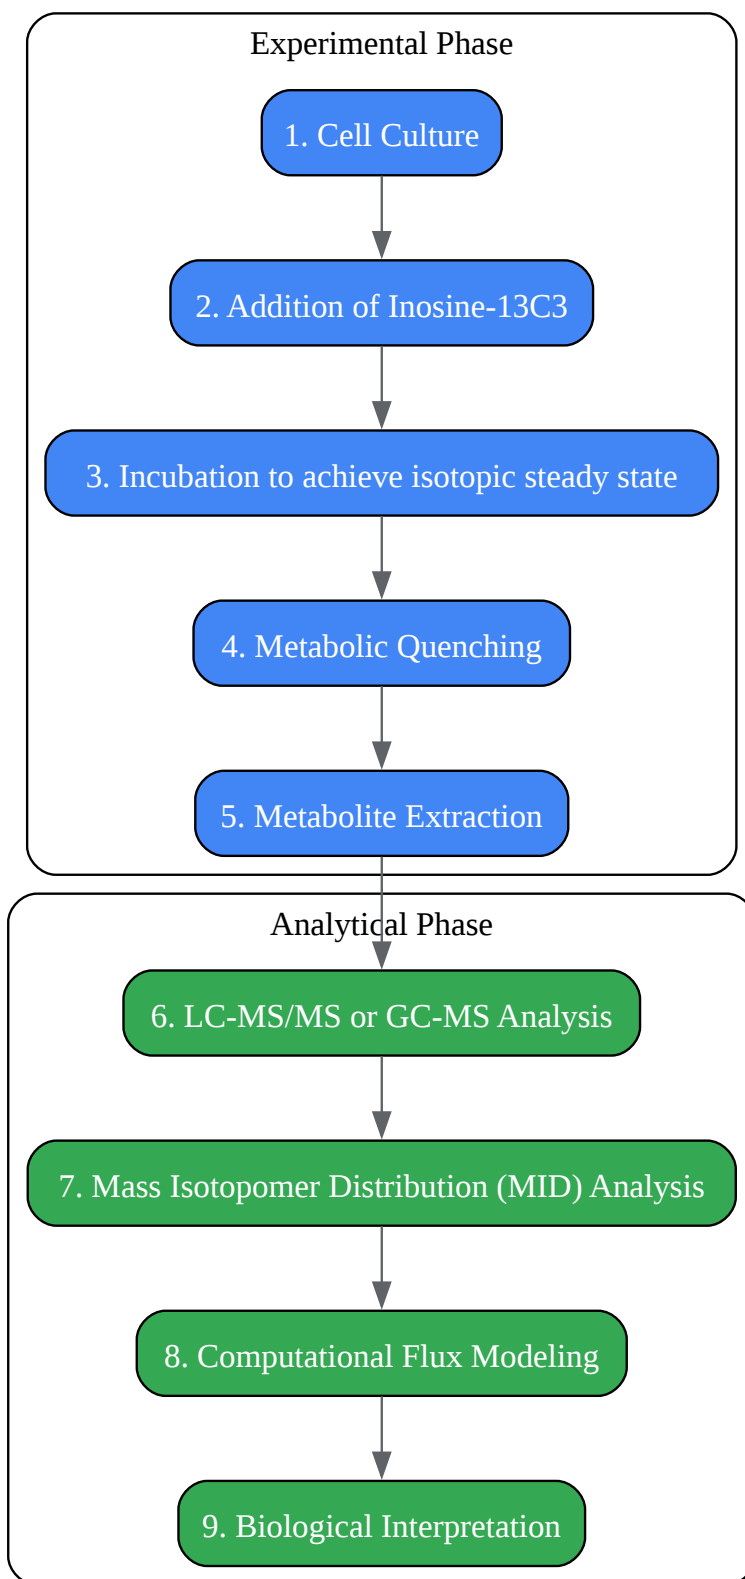 Experimental Phase
1. Cell Culture
2. Addition of Inosine-13C3
3. Incubation to achieve isotopic steady state
4. Metabolic Quenching
5. Metabolite Extraction
Analytical Phase
6. LC-MS/MS or GC-MS Analysis
7. Mass Isotopomer Distribution (MID) Analysis
8. Computational Flux Modeling
9. Biological Interpretation